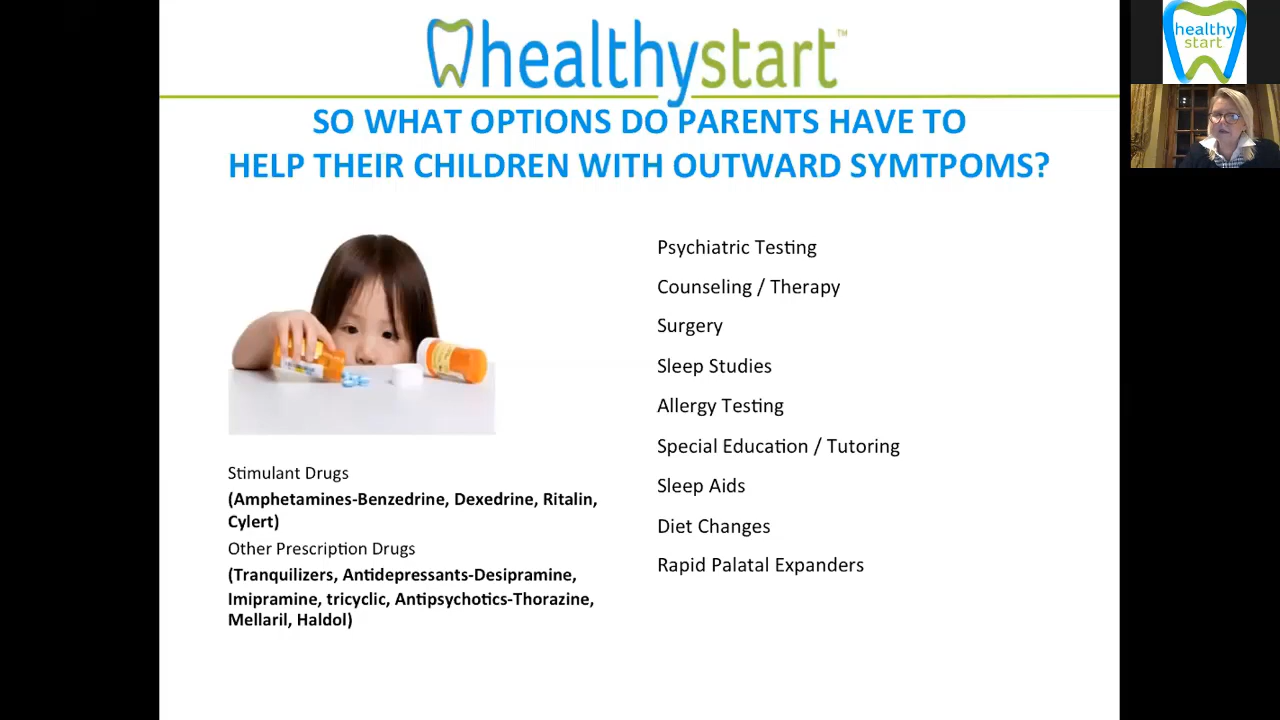 healthystart™
SO WHAT OPTIONS DO PARENTS HAVE TO
HELP THEIR CHILDREN WITH OUTWARD SYMTPOMS?
Stimulant Drugs
(Amphetamines-Benzedrine, Dexedrine, Ritalin,
Cylert)
Other Prescription Drugs
(Tranquilizers, Antidepressants-Desipramine,
Imipramine, tricyclic, Antipsychotics-Thorazine,
Mellaril, Haldol)
Psychiatric Testing
Counseling / Therapy
Surgery
Sleep Studies
Allergy Testing
Special Education / Tutoring
Sleep Aids
Diet Changes
Rapid Palatal Expanders
healthy
start